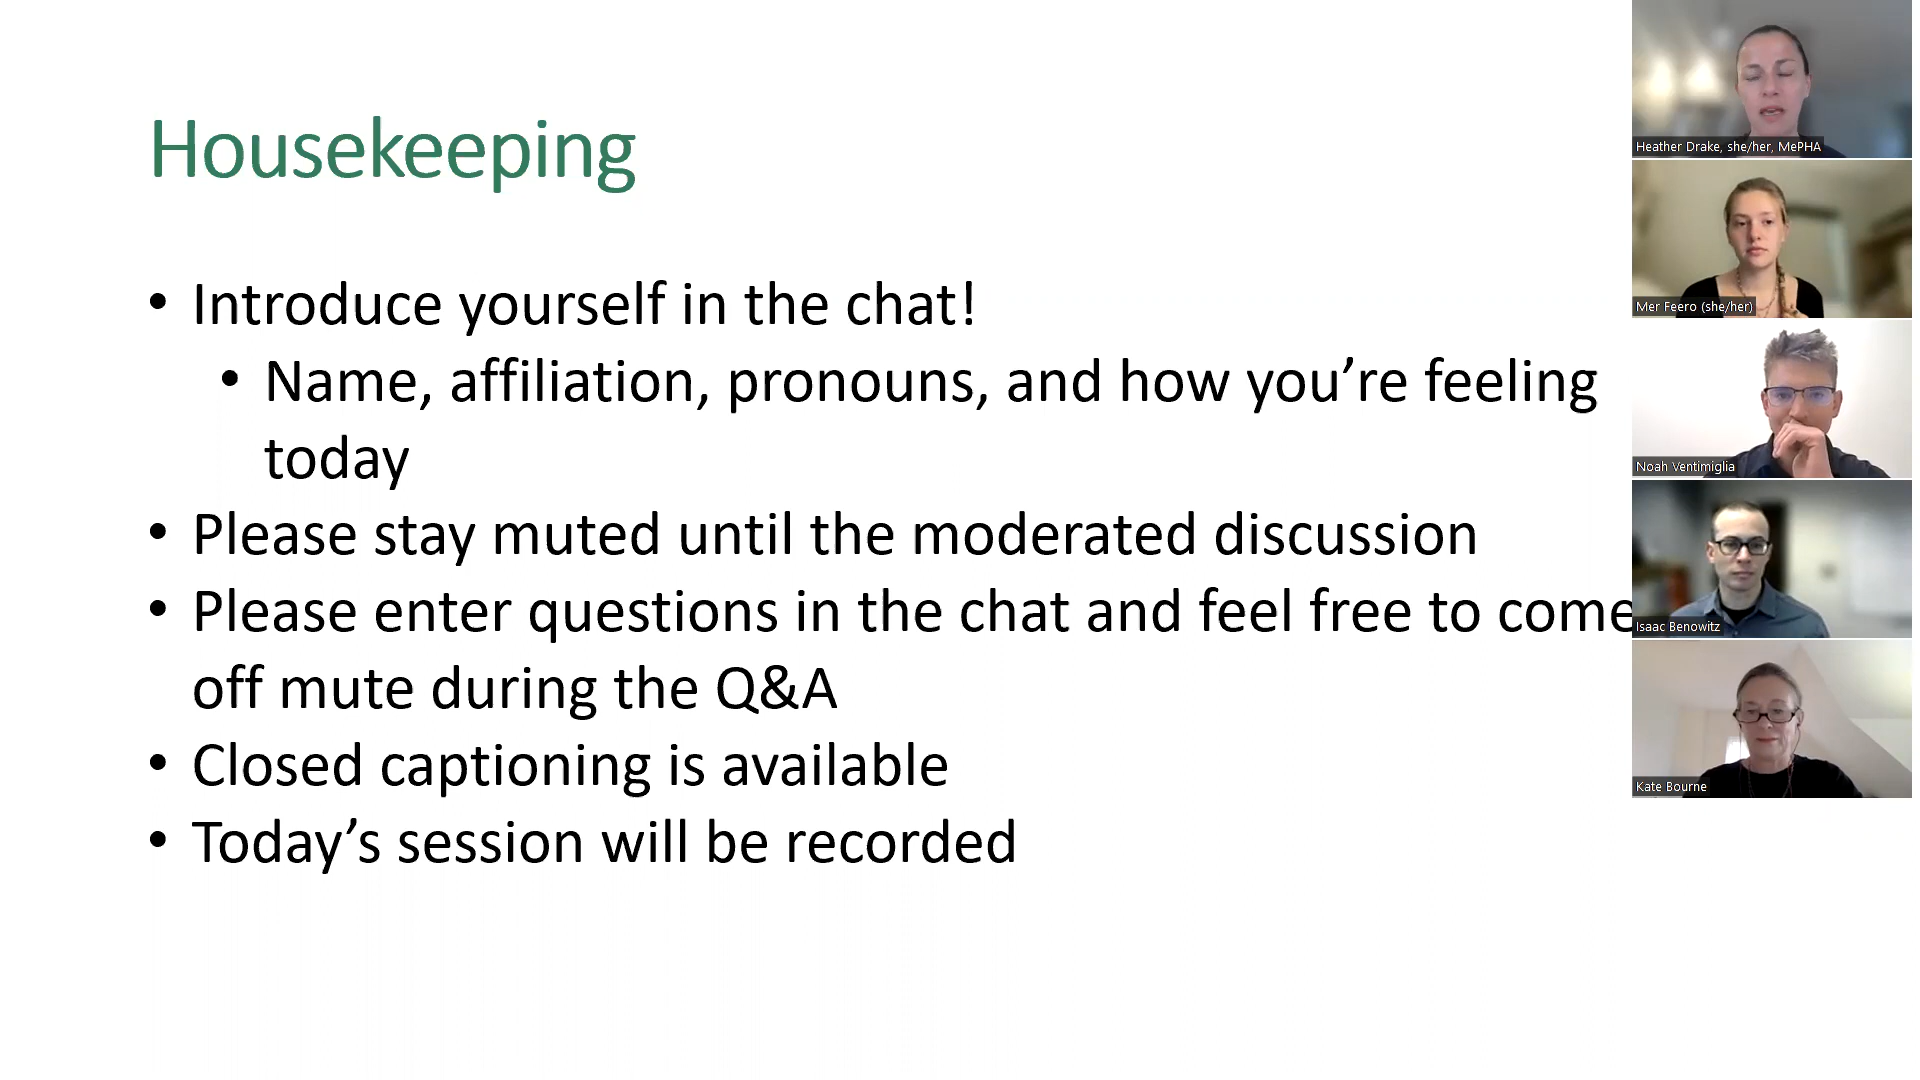 Housekeeping
• Introduce yourself in the chat!
• Name, affiliation, pronouns, and how you're feeling
today
• Please stay muted until the moderated discussion
• Please enter questions in the chat and feel free to come
off mute during the Q&A
• Closed captioning is available
• Today's session will be recorded
Heather Drake, she/her, MePHA
Mer Feero (she/her)
Noah Ventimiglia
Isaac Benowitz
Kate Bourne